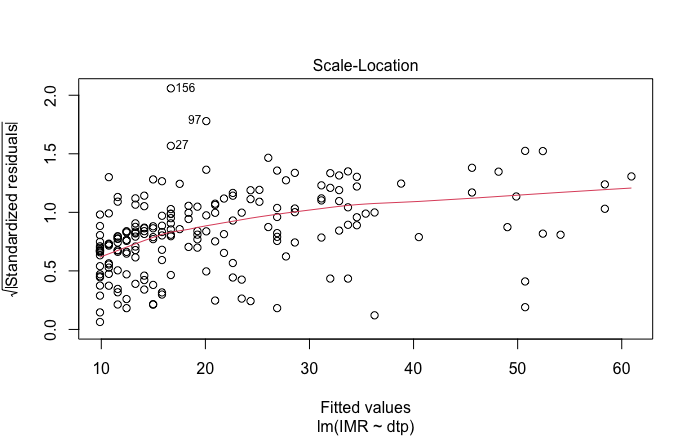 Scale-Location
156
97
27
2.0
1.5
1.0
0.5
0.0
√|Standardized residuals|
10 20 30 40 50 60
Fitted values
lm(IMR ~ dtp)